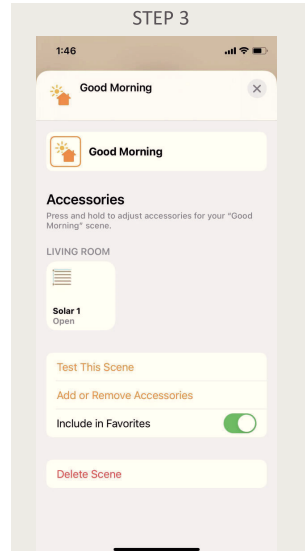 STEP 3
1:46
Good Morning
Good Morning
Accessories
Press and hold to adjust accessories for your "Good
Morning" scene.
LIVING ROOM
Solar 1
Open
Test This Scene
Add or Remove Accessories
Include in Favorites
Delete Scene